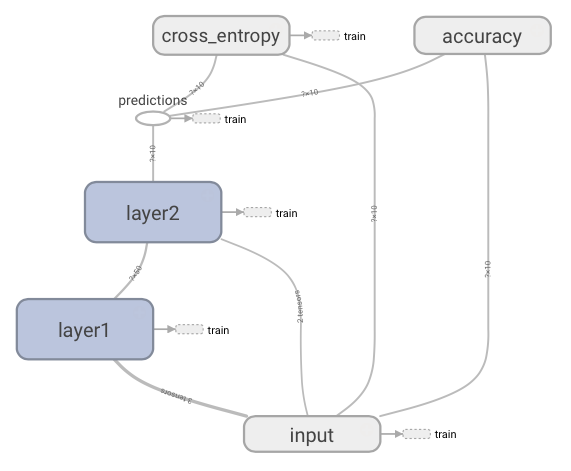 cross_entropy
train
accuracy
?×10
predictions
?×10
train
?×10
layer2
train
?×10
?×50
?×10
2 tensors
layer1
train
3 tensors
input
train